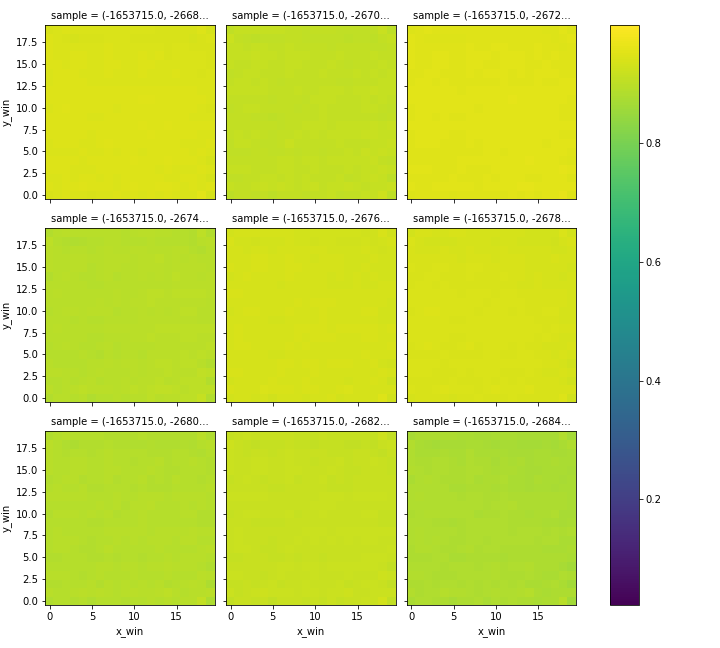 sample = (-1653715.0, -2668...
sample = (-1653715.0, -2670...
sample = (-1653715.0, -2672...
17.5
15.0
12.5
10.0
7.5
5.0
2.5
0.0
y_win
0.8
0.6
0.4
0.2
sample = (-1653715.0, -2674...
sample = (-1653715.0, -2676...
sample = (-1653715.0, -2678...
17.5
15.0
12.5
10.0
7.5
5.0
2.5
0.0
y_win
sample = (-1653715.0, -2680...
sample = (-1653715.0, -2682...
sample = (-1653715.0, -2684...
17.5
15.0
12.5
10.0
7.5
5.0
2.5
0.0
y_win
0 5 10 15
0 5 10 15
0 5 10 15
x_win
x_win
x_win